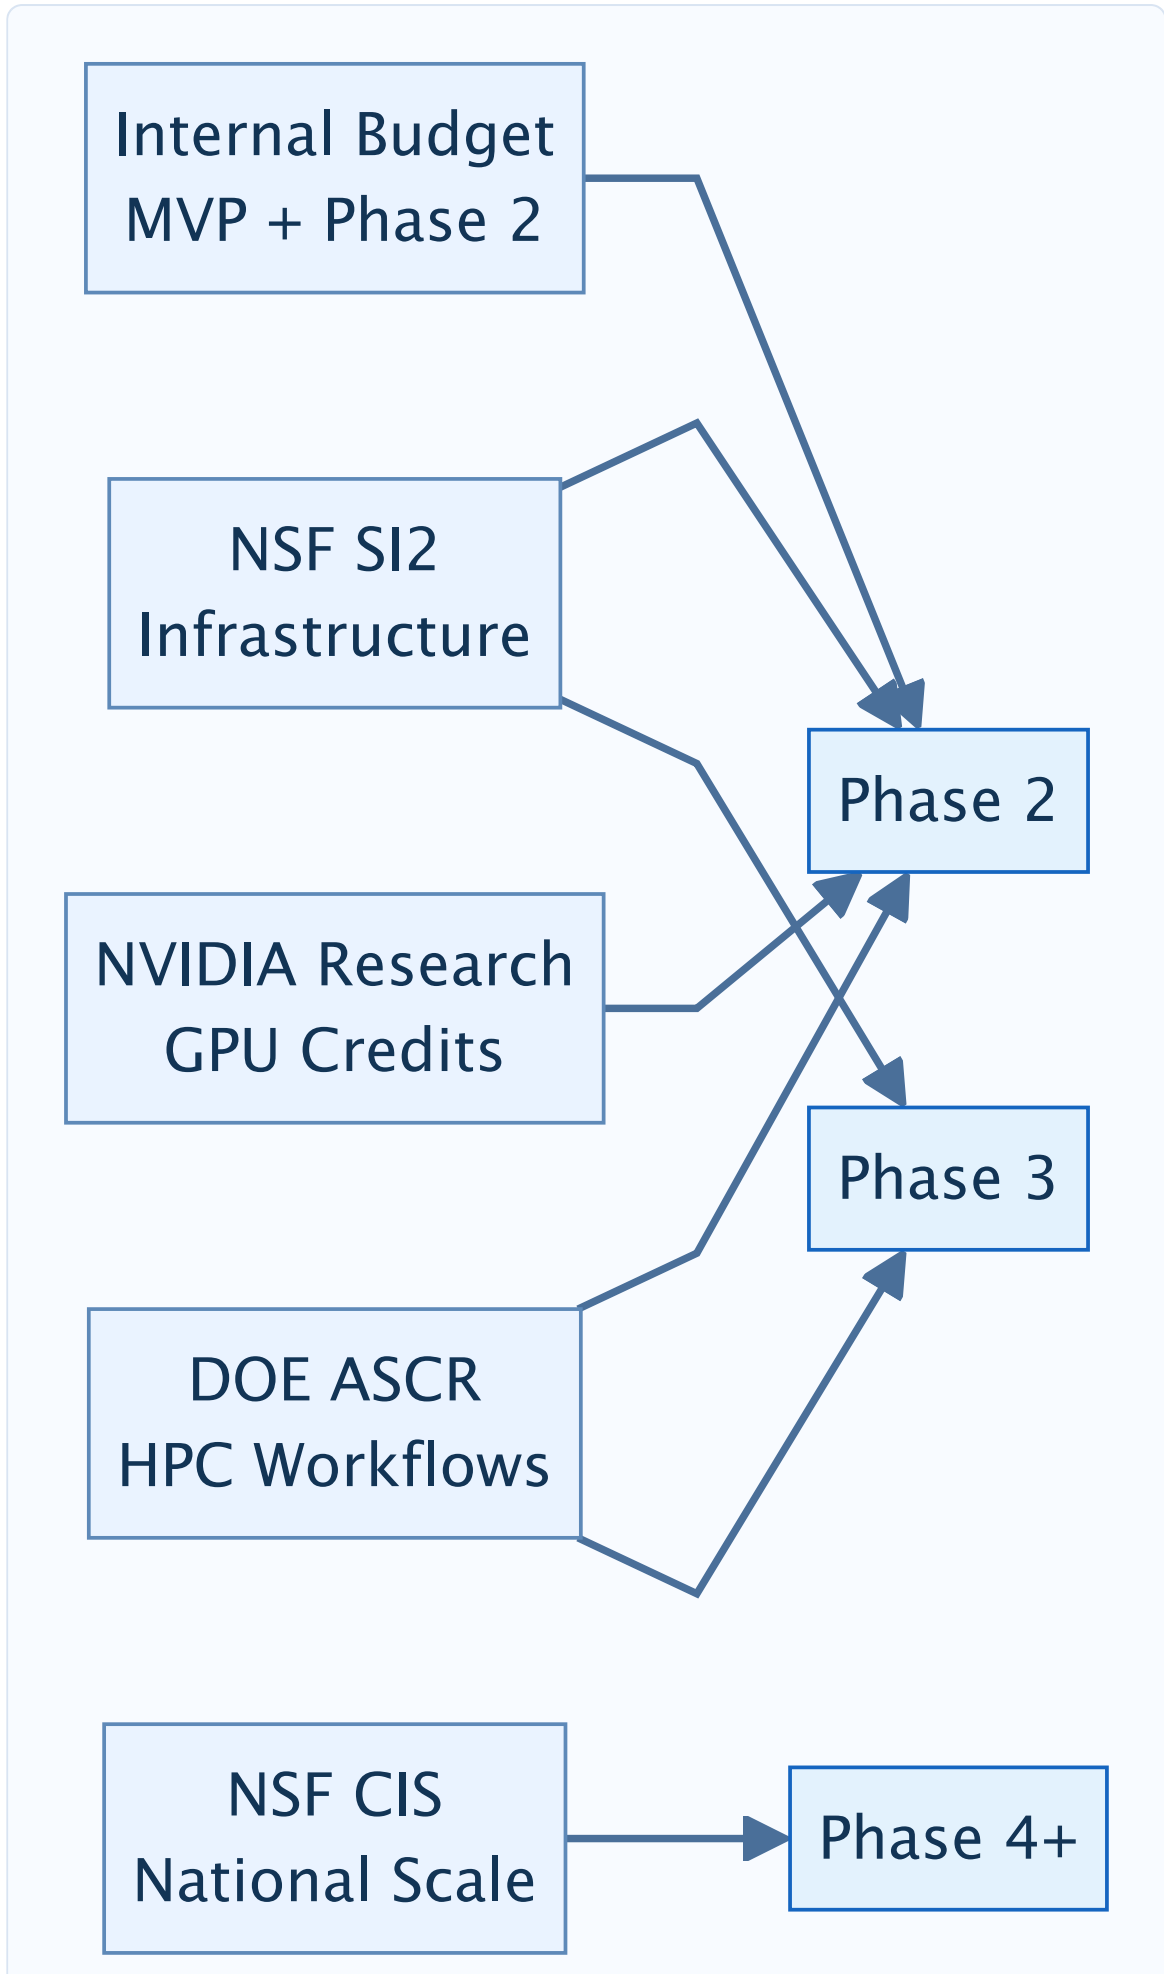 Internal Budget
MVP + Phase 2
NSF SI2
Infrastructure
Phase 2
NVIDIA Research
GPU Credits
Phase 3
DOE ASCR
HPC Workflows
NSF CIS
National Scale
Phase 4+